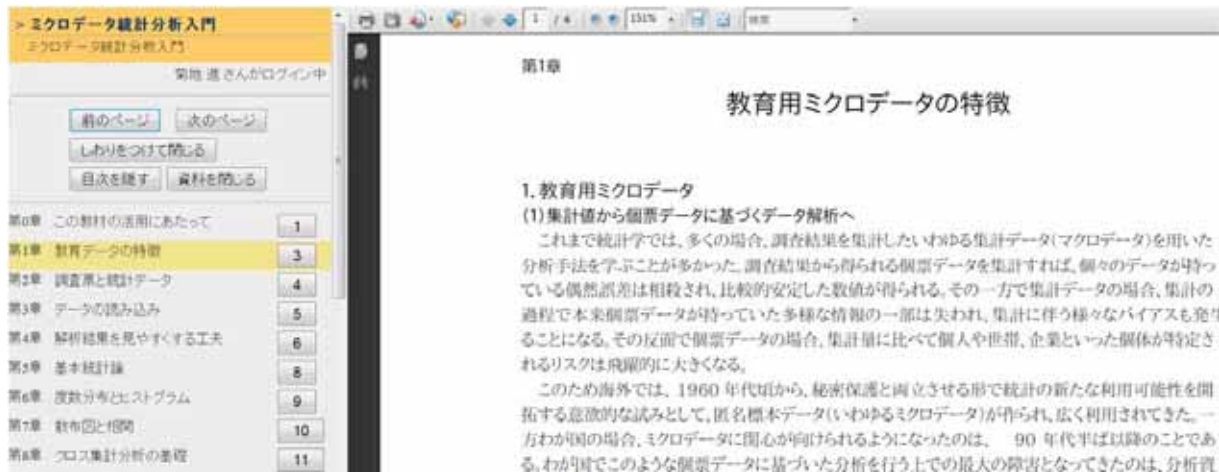 > ミクロデータ統計分析入門
ミクロデータ統計分析入門
菊地 進 さんがログイン中
前のページ 次のページ
しおりをつけて閉じる
目次を隠す 資料を閉じる
第0章 この教材の活用にあたって 1
第1章 教育データの特徴 3
第2章 調査票と統計データ 4
第3章 データの読み込み 5
第4章 解析結果を見やすくする工夫 6
第5章 基本統計論 8
第6章 度数分布とヒストグラム 9
第7章 散布図と相関 10
第8章 クロス集計分析の基礎 11
1 / 4 151% 検索
第1章
教育用ミクロデータの特徴
1. 教育用ミクロデータ
(1)集計値から個票データに基づくデータ解析へ
これまで統計学では、多くの場合、調査結果を集計したいわゆる集計データ(マクロデータ)を用いた
分析手法を学ぶことが多かった。調査結果から得られる個票データを集計すれば、個々のデータが持っ
ている偶然誤差は相殺され、比較的安定した数値が得られる。その一方で集計データの場合、集計の
過程で本来個票データが持っていた多様な情報の一部は失われ、集計に伴う様々なバイアスも発生
ることになる。その反面で個票データの場合、集計量に比べて個人や世帯、企業といった個体が特定さ
れるリスクは飛躍的に大きくなる。
このため海外では、1960 年代頃から、秘密保護と両立させる形で統計の新たな利用可能性を開
拓する意欲的な試みとして、匿名標本データ(いわゆるミクロデータ)が作られ、広く利用されてきた。一
方わが国の場合、ミクロデータに関心が向けられるようになったのは、 90 年代半ば以降のことであ
る。わが国でこのような個票データに基づいた分析を行う上での最大の障害となってきたのは、分析資